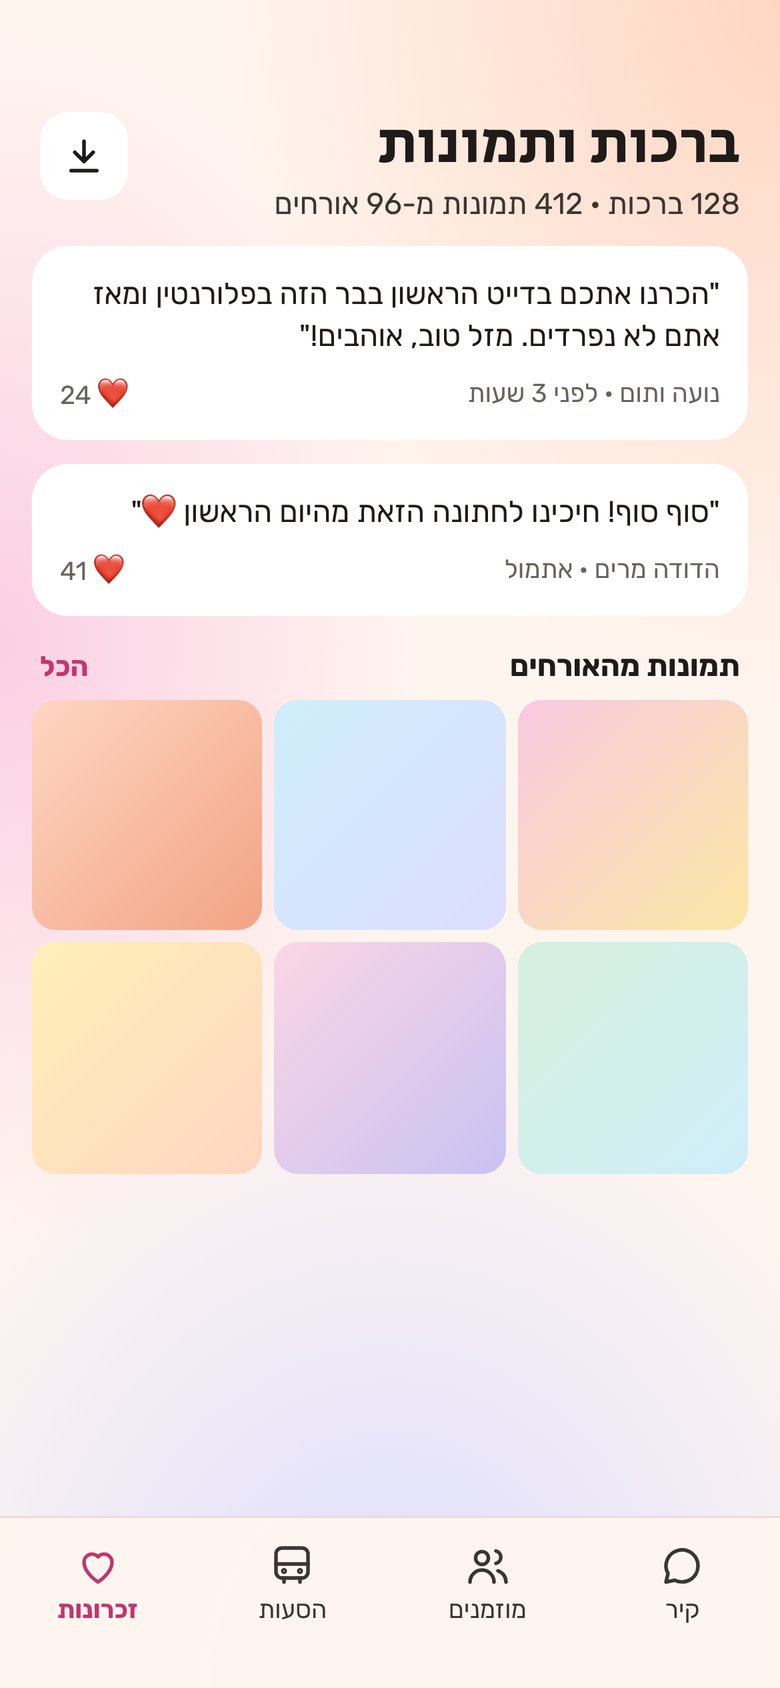 ברכות ותמונות
128 ברכות • 412 תמונות מ-96 אורחים
"הכרנו אתכם בדייט הראשון בבר הזה בפלורנטין ומאז
אתם לא נפרדים. מזל טוב, אוהבים!"
נועה ותום • לפני 3 שעות
❤️ 24
"סוף סוף! חיכינו לחתונה הזאת מהיום הראשון ❤️"
הדודה מרים • אתמול
❤️ 41
תמונות מהאורחים
הכל
קיר
מוזמנים
הסעות
זכרונות